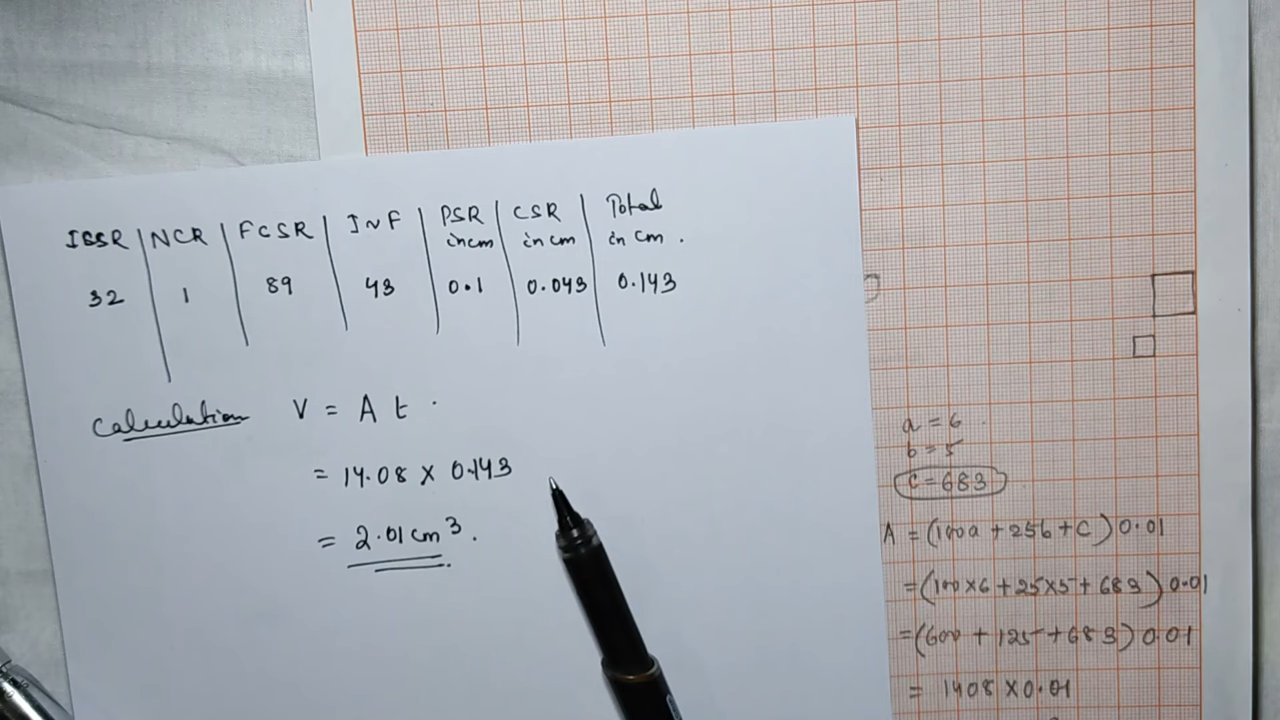 ICSR | NCR | FCSR | INF | PSR in cm | CSR in cm | Total in cm.
32 | 1 | 89 | 43 | 0.1 | 0.043 | 0.143
Calculation V = A t .
= 14.08 × 0.143
= 2.01 cm³.
a = 6
b = 5
C = 683
A = (100a + 25b + C) 0.01
= (100 × 6 + 25×5 + 683) 0.01
= (600 + 125 + 683) 0.01
= 1408 × 0.01